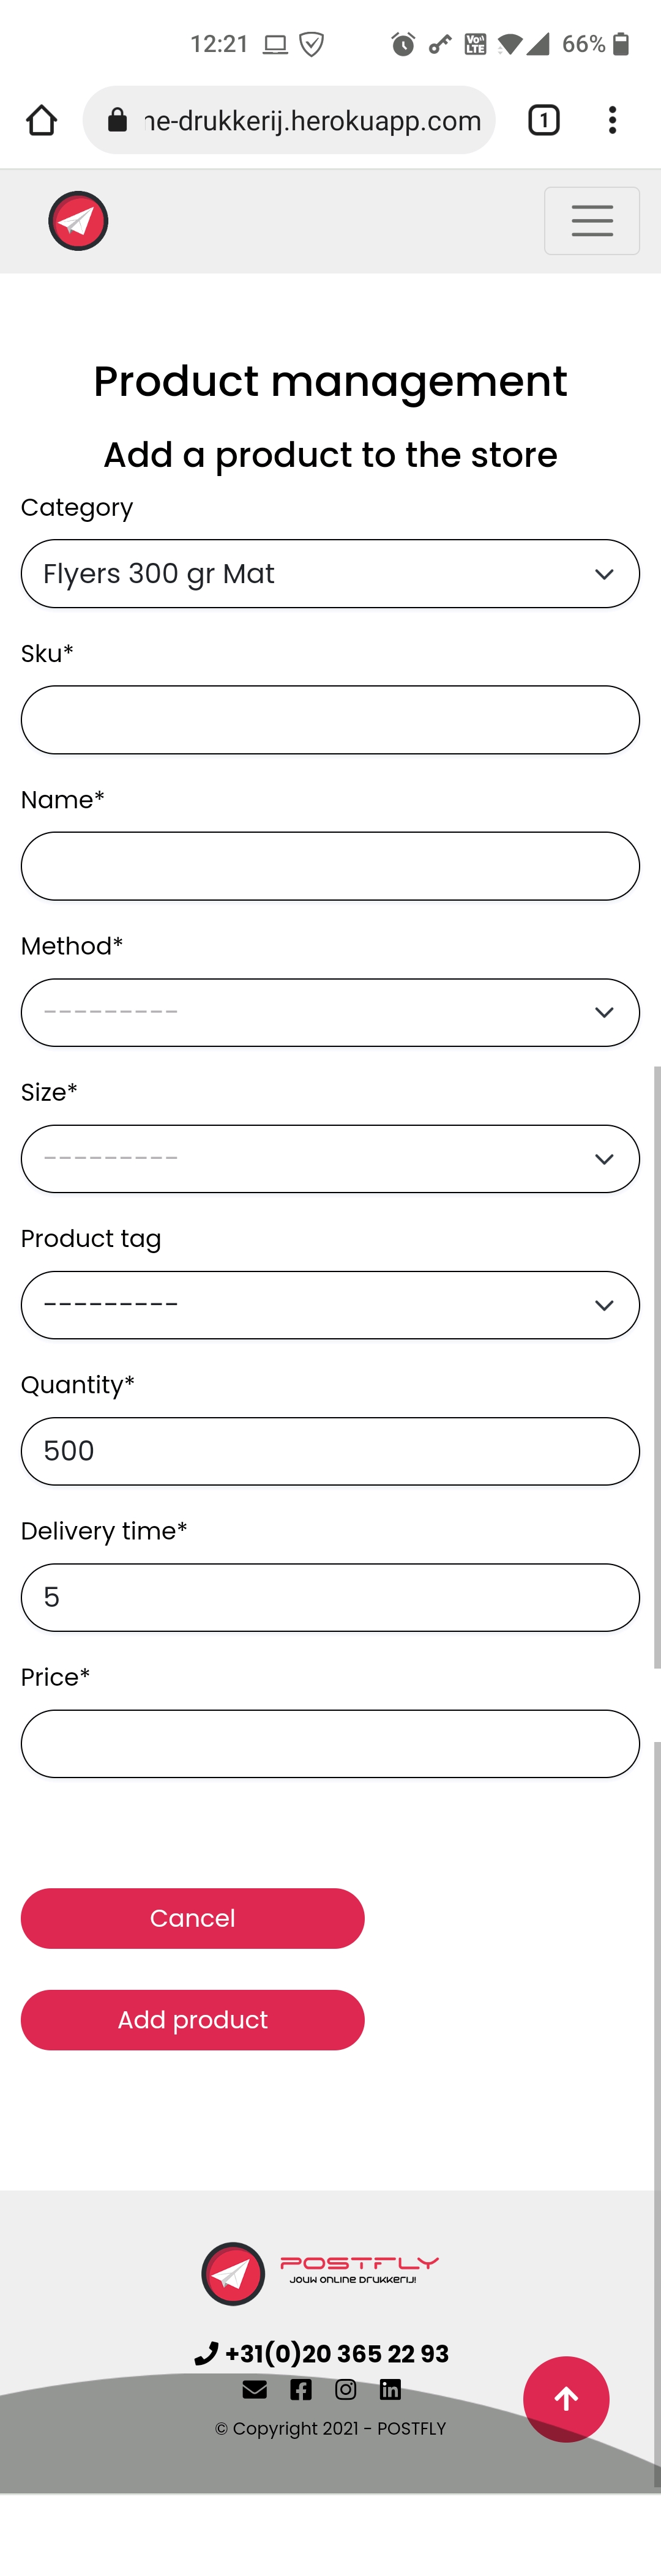 12:21
VoLTE
66%
ne-drukkerij.herokuapp.com
1
Product management
Add a product to the store
Category
Flyers 300 gr Mat
Sku*
Name*
Method*
---------
Size*
---------
Product tag
---------
Quantity*
500
Delivery time*
5
Price*
Cancel
Add product
POSTFLY
JOUW ONLINE DRUKKERIJ!
+31(0)20 365 22 93
© Copyright 2021 - POSTFLY